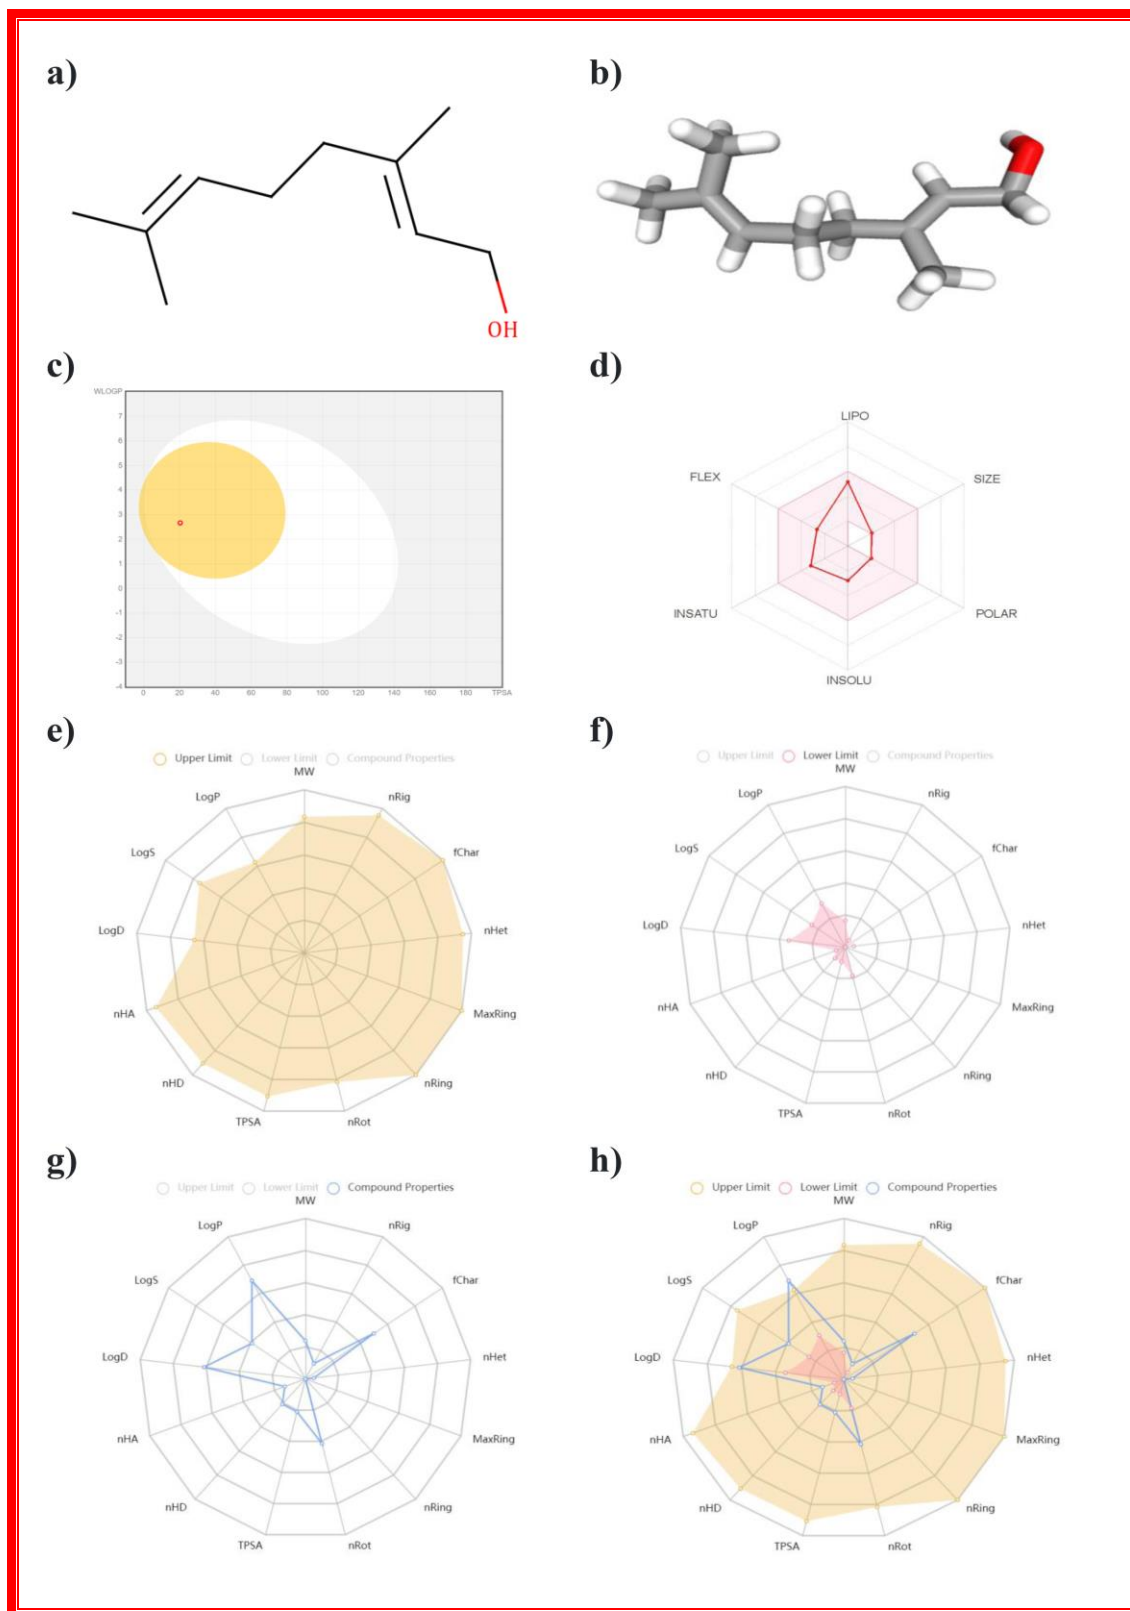 a)
b)
OH
c)
d)
WLOGP
7
6
5
4
3
2
1
0
-1
-2
-3
-4
0 20 40 60 80 100 120 140 160 180 TPSA
LIPO
FLEX
SIZE
INSATU
POLAR
INSOLU
e)
f)
Upper Limit Lower Limit Compound Properties
MW
LogP
nRig
LogS
fChar
LogD
nHet
nHA
MaxRing
nHD
nRing
TPSA
nRot
Upper Limit Lower Limit Compound Properties
MW
LogP
nRig
LogS
fChar
LogD
nHet
nHA
MaxRing
nHD
nRing
TPSA
nRot
g)
h)
Upper Limit Lower Limit Compound Properties
MW
LogP
nRig
LogS
fChar
LogD
nHet
nHA
MaxRing
nHD
nRing
TPSA
nRot
Upper Limit Lower Limit Compound Properties
MW
LogP
nRig
LogS
fChar
LogD
nHet
nHA
MaxRing
nHD
nRing
TPSA
nRot